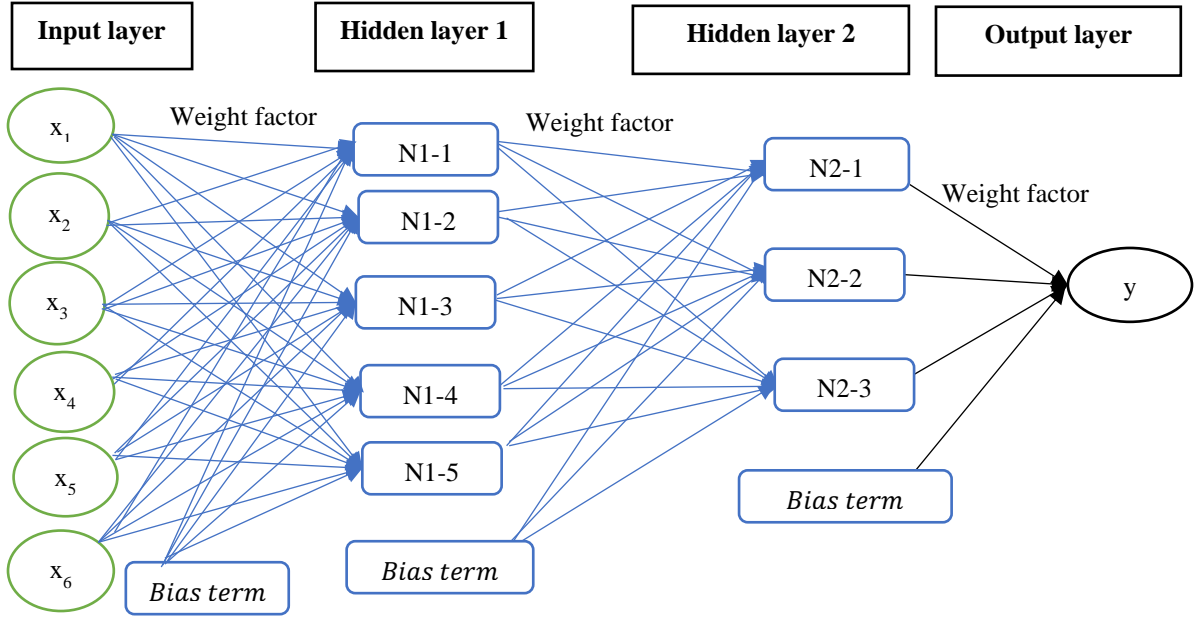 Input layer
Hidden layer 1
Hidden layer 2
Output layer
x₁
x₂
x₃
x₄
x₅
x₆
Bias term
Weight factor
N1-1
N1-2
N1-3
N1-4
N1-5
Bias term
Weight factor
N2-1
N2-2
N2-3
Bias term
Weight factor
y